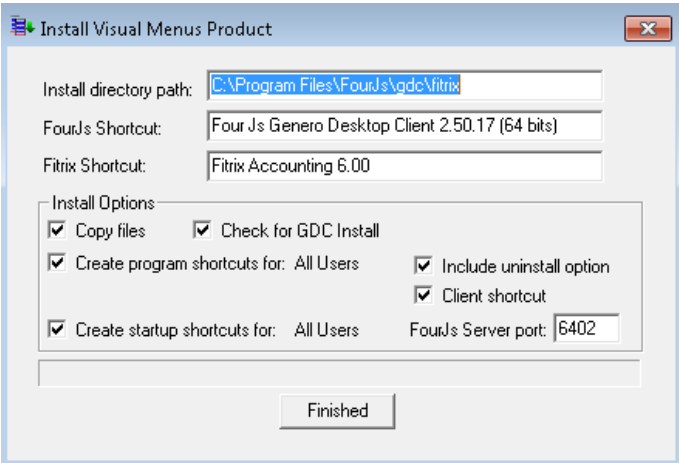 Install Visual Menus Product
Install directory path: C:\Program Files\FourJs\gdc\fitrix
FourJs Shortcut: Four Js Genero Desktop Client 2.50.17 (64 bits)
Fitrix Shortcut: Fitrix Accounting 6.00
Install Options
Copy files Check for GDC Install
Create program shortcuts for: All Users Include uninstall option
Client shortcut
Create startup shortcuts for: All Users FourJs Server port: 6402
Finished